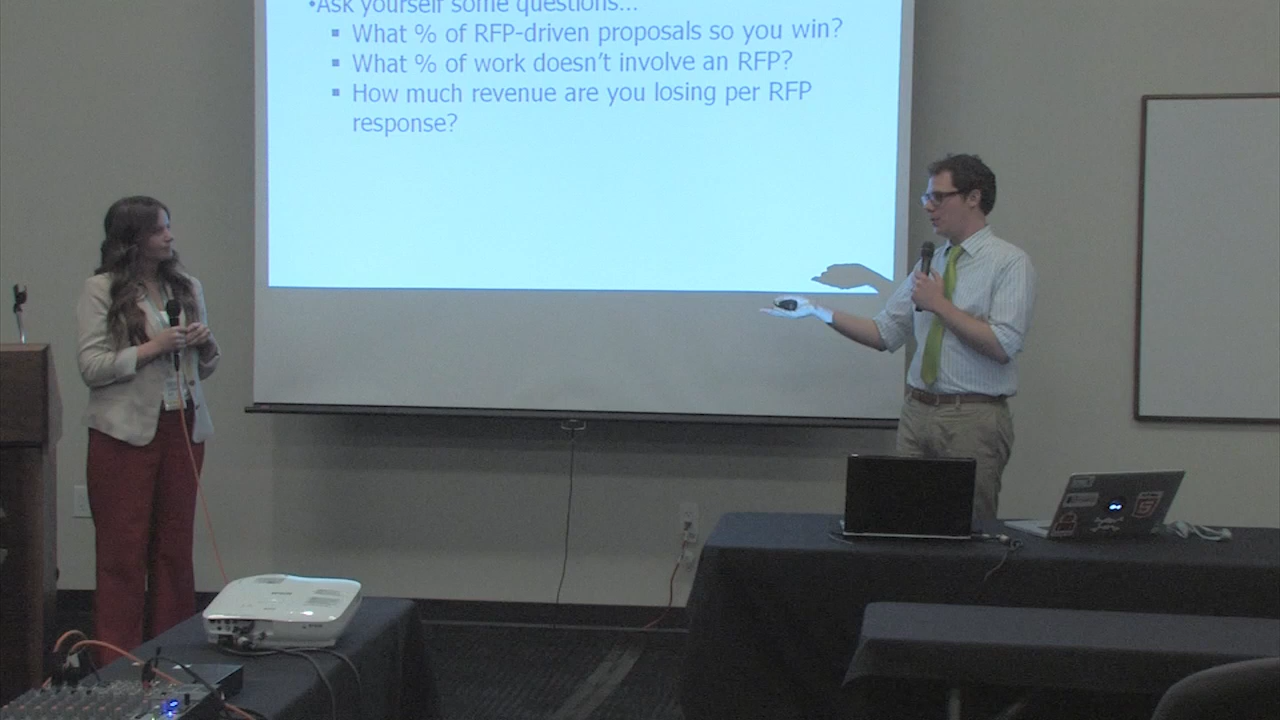 •Ask yourself some questions...
▪ What % of RFP-driven proposals so you win?
▪ What % of work doesn't involve an RFP?
▪ How much revenue are you losing per RFP
response?